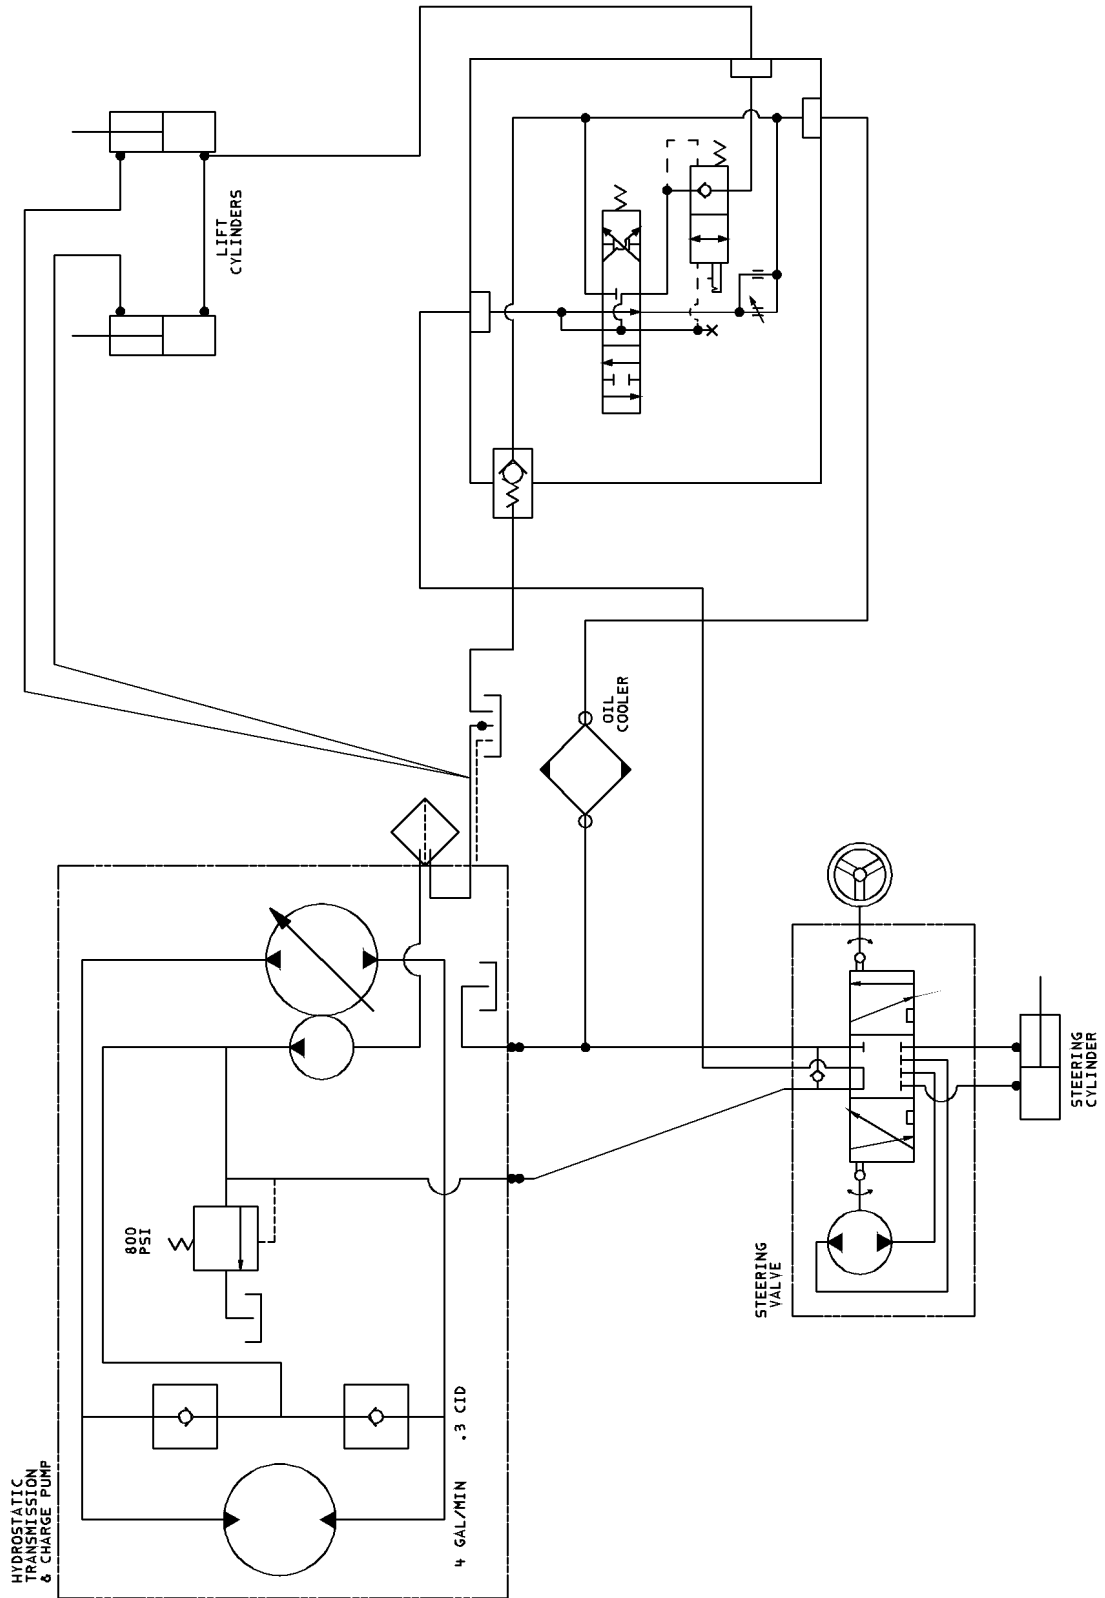 HYDROSTATIC
TRANSMISSION
& CHARGE PUMP
4 GAL/MIN .3 CID
800
PSI
LIFT
CYLINDERS
OIL
COOLER
STEERING
VALVE
STEERING
CYLINDER